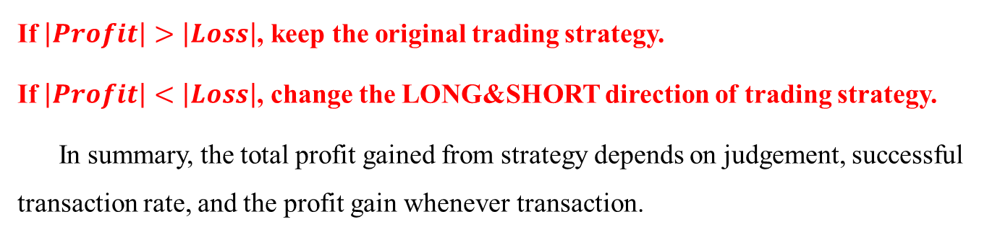 If |Profit| > |Loss|, keep the original trading strategy.
If |Profit| < |Loss|, change the LONG&SHORT direction of trading strategy.
In summary, the total profit gained from strategy depends on judgement, successful
transaction rate, and the profit gain whenever transaction.